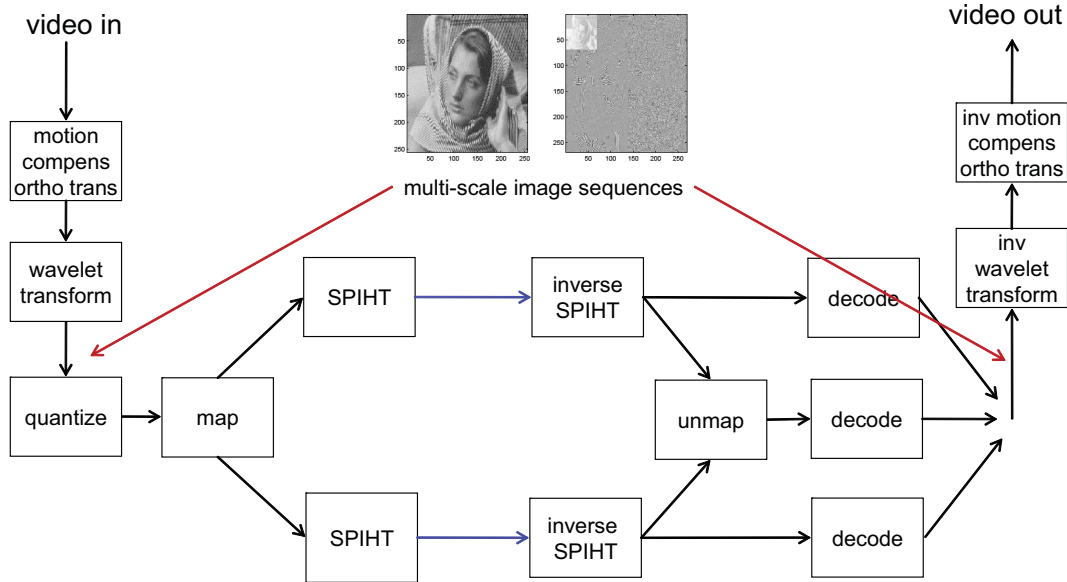 video in
video out
50
100
150
200
250
50 100 150 200 250
50
100
150
200
250
50 100 150 200 250
multi-scale image sequences
motion
compens
ortho trans
wavelet
transform
quantize
map
SPIHT
inverse
SPIHT
decode
unmap
decode
SPIHT
inverse
SPIHT
decode
inv motion
compens
ortho trans
inv
wavelet
transform